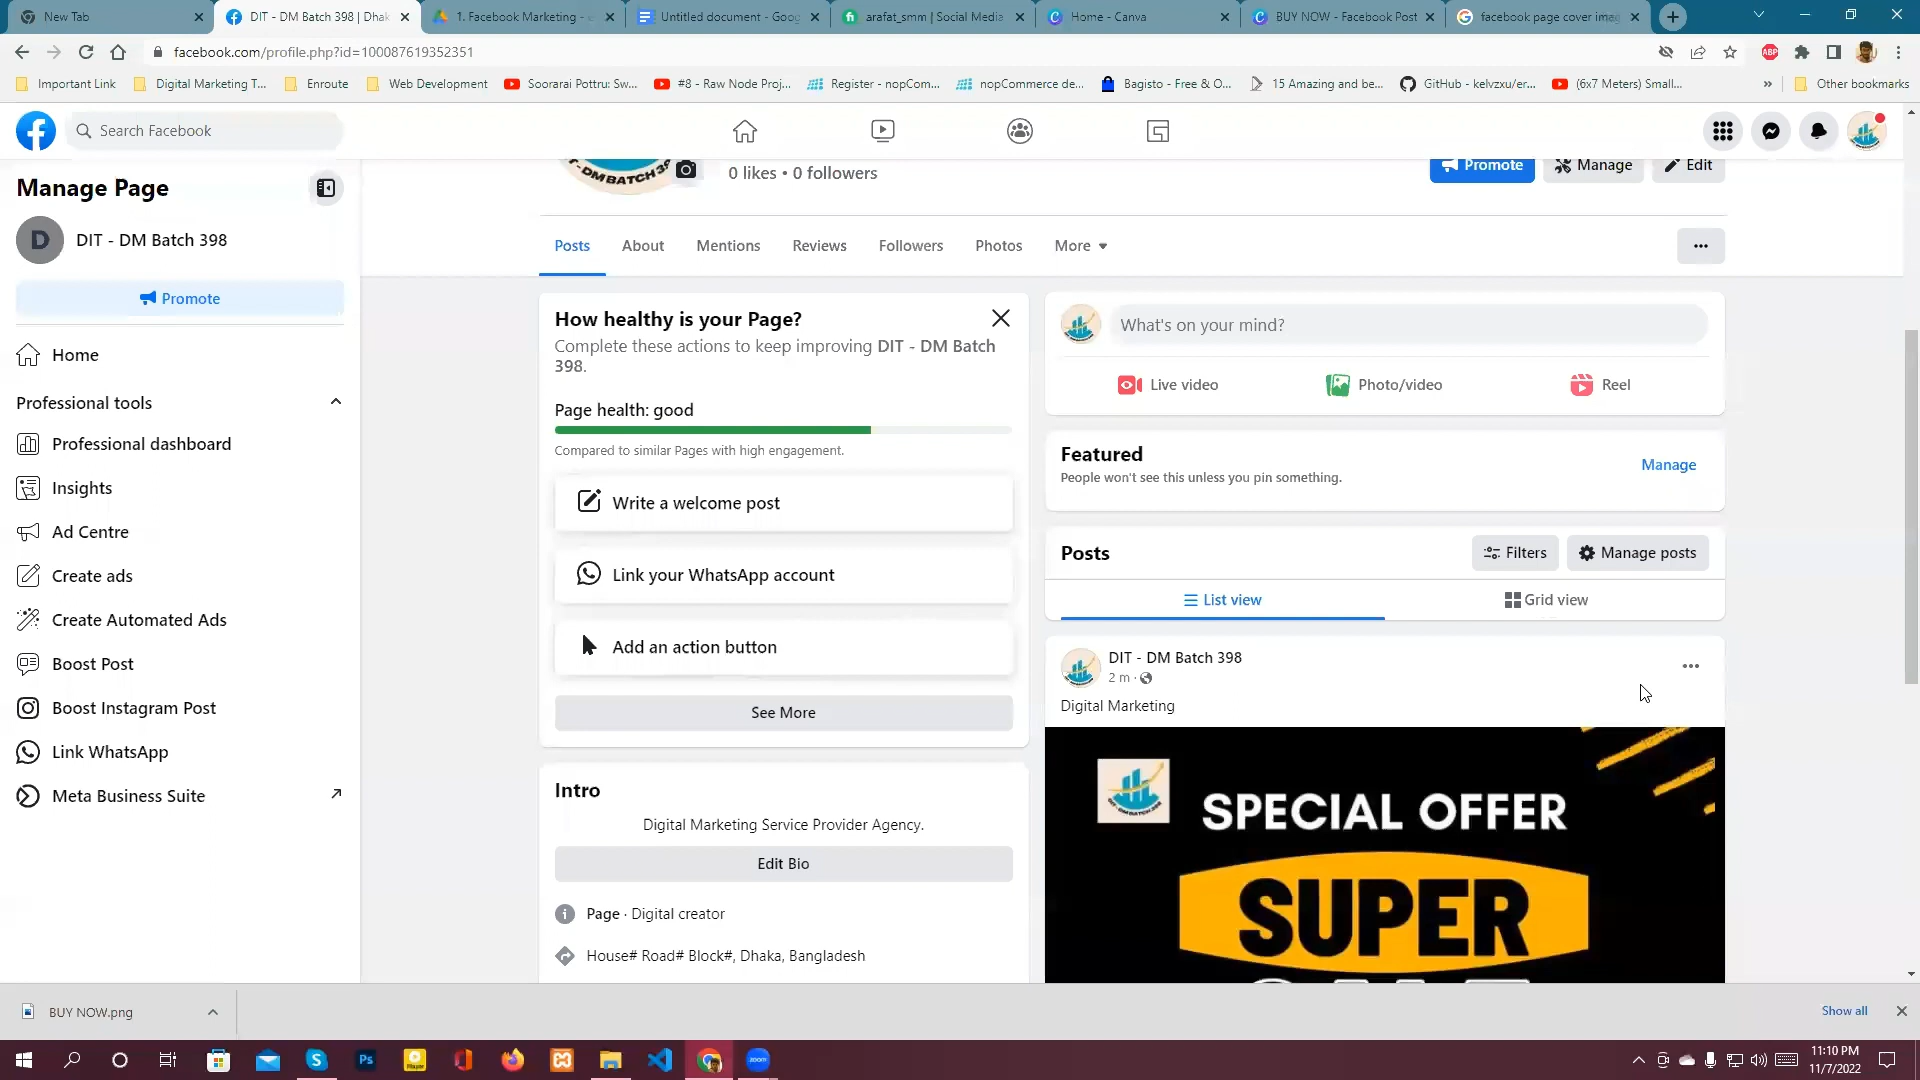 New Tab
DIT - DM Batch 398 | Dhak
1. Facebook Marketing -
Untitled document - Goog
arafat_smm | Social Media
Home - Canva
BUY NOW - Facebook Post
facebook page cover ima
facebook.com/profile.php?id=100087619352351
ABP
Important Link
Digital Marketing T...
Enroute
Web Development
Soorarai Pottru: Sw...
#8 - Raw Node Proj...
Register - nopCom...
nopCommerce de...
Bagisto - Free & O...
15 Amazing and be...
GitHub - kelvzxu/er...
(6x7 Meters) Small...
»
Other bookmarks
Search Facebook
Manage Page
D
DIT - DM Batch 398
Promote
Home
Professional tools
Professional dashboard
Insights
Ad Centre
Create ads
Create Automated Ads
Boost Post
Boost Instagram Post
Link WhatsApp
Meta Business Suite
0 likes • 0 followers
Promote
Manage
Edit
Posts
About
Mentions
Reviews
Followers
Photos
More
How healthy is your Page?
Complete these actions to keep improving DIT - DM Batch
398.
Page health: good
Compared to similar Pages with high engagement.
Write a welcome post
Link your WhatsApp account
Add an action button
See More
Intro
Digital Marketing Service Provider Agency.
Edit Bio
Page · Digital creator
House# Road# Block#, Dhaka, Bangladesh
What's on your mind?
Live video
Photo/video
Reel
Featured
People won't see this unless you pin something.
Manage
Posts
Filters
Manage posts
List view
Grid view
DIT - DM Batch 398
2 m ·
Digital Marketing
SPECIAL OFFER
SUPER
BUY NOW.png
Show all
Ps
zoom
11:10 PM
11/7/2022